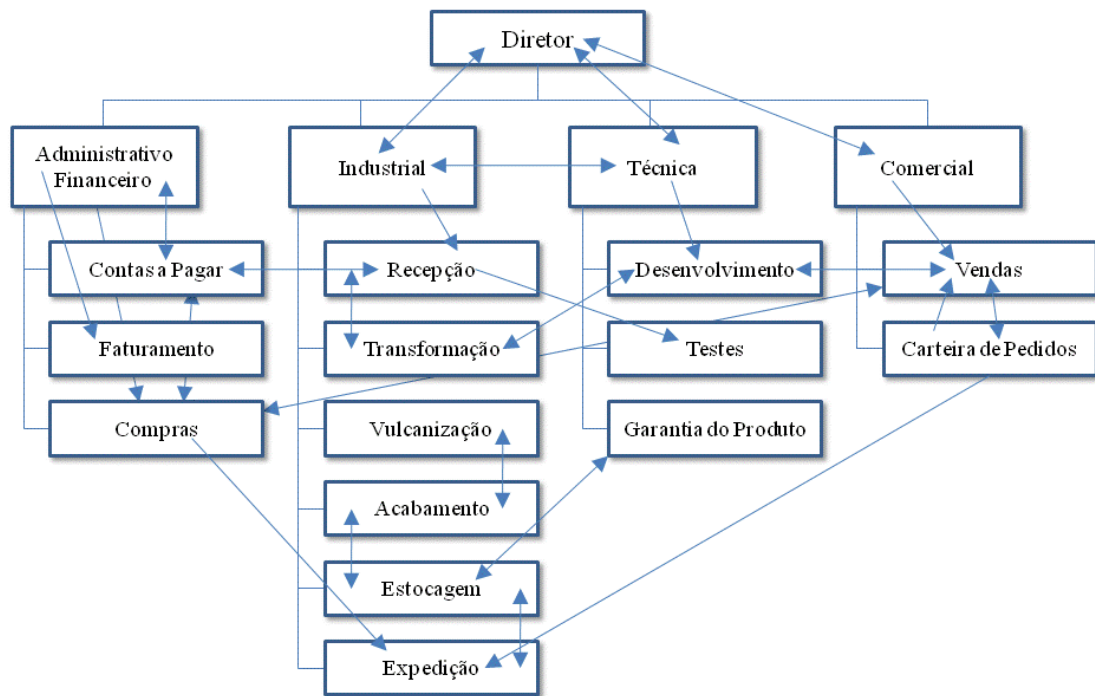 Diretor
Administrativo
Financeiro
Industrial
Técnica
Comercial
Contas a Pagar
Recepção
Desenvolvimento
Vendas
Faturamento
Transformação
Testes
Carteira de Pedidos
Compras
Vulcanização
Garantia do Produto
Acabamento
Estocagem
Expedição